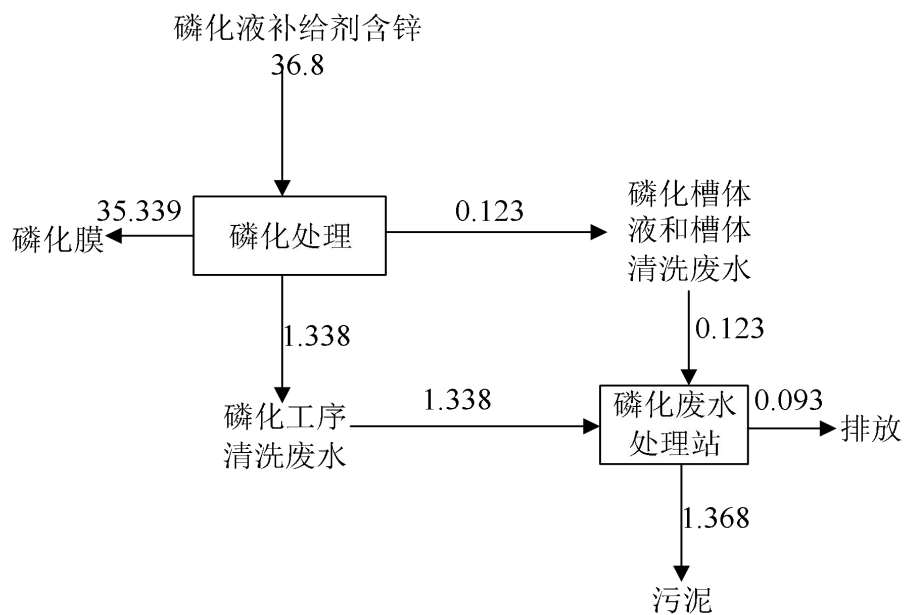 磷化液补给剂含锌
36.8
35.339
磷化膜
磷化处理
0.123
磷化槽体
液和槽体
清洗废水
1.338
0.123
磷化工序
清洗废水
1.338
磷化废水
处理站
0.093
排放
1.368
污泥